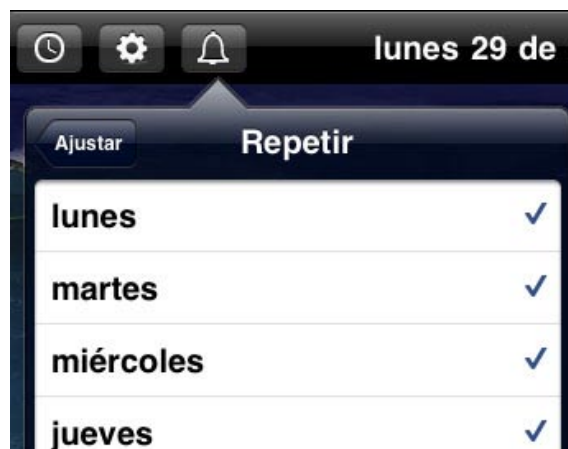 lunes 29 de
Ajustar
Repetir
lunes
martes
miércoles
jueves